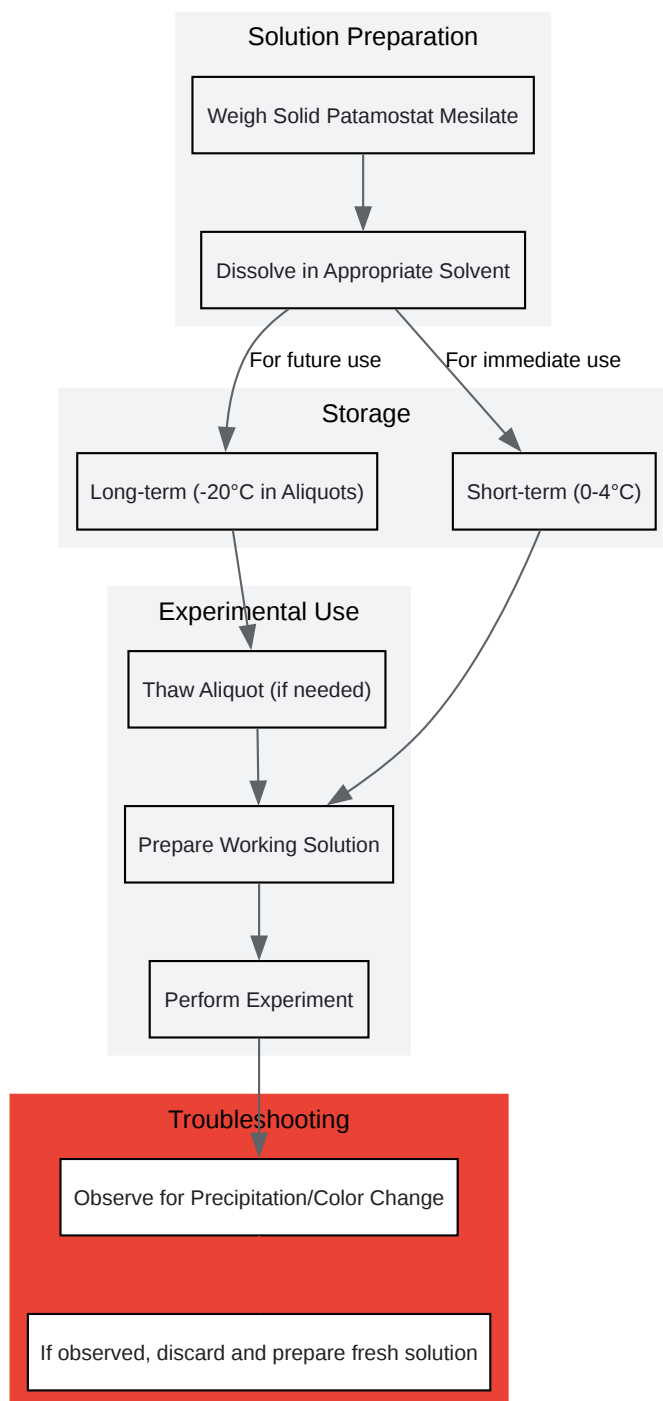 Solution Preparation
Weigh Solid Patamostat Mesilate
Dissolve in Appropriate Solvent
For future use
For immediate use
Storage
Long-term (-20°C in Aliquots)
Short-term (0-4°C)
Experimental Use
Thaw Aliquot (if needed)
Prepare Working Solution
Perform Experiment
Troubleshooting
Observe for Precipitation/Color Change
If observed, discard and prepare fresh solution